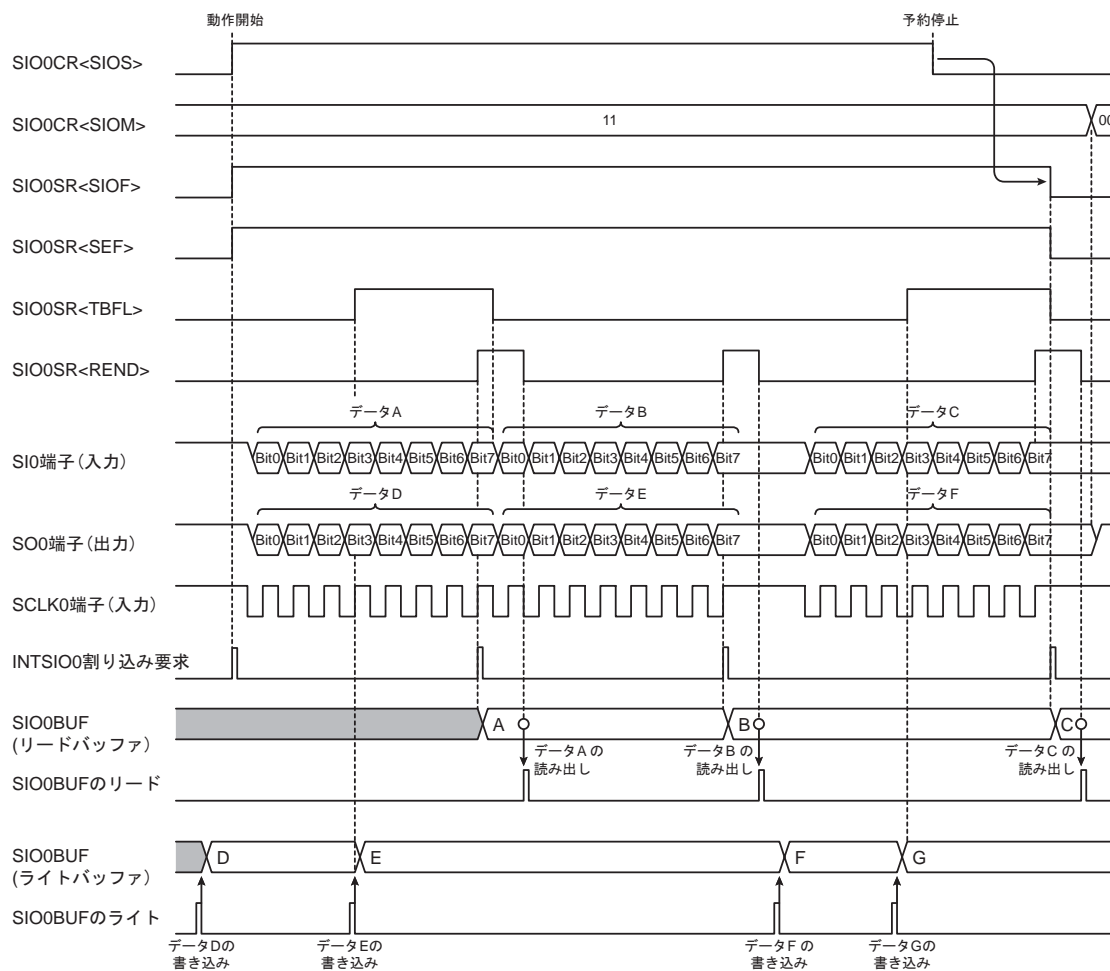 動作開始
予約停止
SIO0CR<SIOS>
SIO0CR<SIOM>
11
00
SIO0SR<SIOF>
SIO0SR<SEF>
SIO0SR<TBFL>
SIO0SR<REND>
データA
データB
データC
SI0端子(入力)
Bit0 Bit1 Bit2 Bit3 Bit4 Bit5 Bit6 Bit7 Bit0 Bit1 Bit2 Bit3 Bit4 Bit5 Bit6 Bit7
Bit0 Bit1 Bit2 Bit3 Bit4 Bit5 Bit6 Bit7
データD
データE
データF
SO0端子(出力)
Bit0 Bit1 Bit2 Bit3 Bit4 Bit5 Bit6 Bit7 Bit0 Bit1 Bit2 Bit3 Bit4 Bit5 Bit6 Bit7
Bit0 Bit1 Bit2 Bit3 Bit4 Bit5 Bit6 Bit7
SCLK0端子(入力)
INTSIO0割り込み要求
SIO0BUF
(リードバッファ)
A
B
C
データA の
読み出し
データB の
読み出し
データC の
読み出し
SIO0BUFのリード
SIO0BUF
(ライトバッファ)
D
E
F
G
SIO0BUFのライト
データDの
書き込み
データEの
書き込み
データF の
書き込み
データGの
書き込み